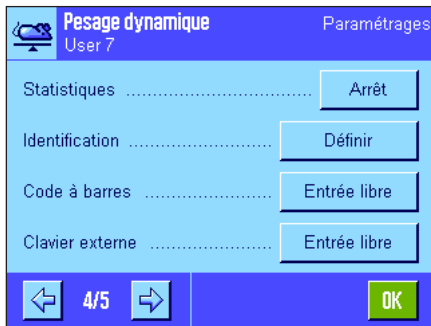 Pesage dynamique Paramétrages
User 7
Statistiques .................................. Arrêt
Identification .......................... Définir
Code à barres ....................... Entrée libre
Clavier externe ...................... Entrée libre
4/5 OK